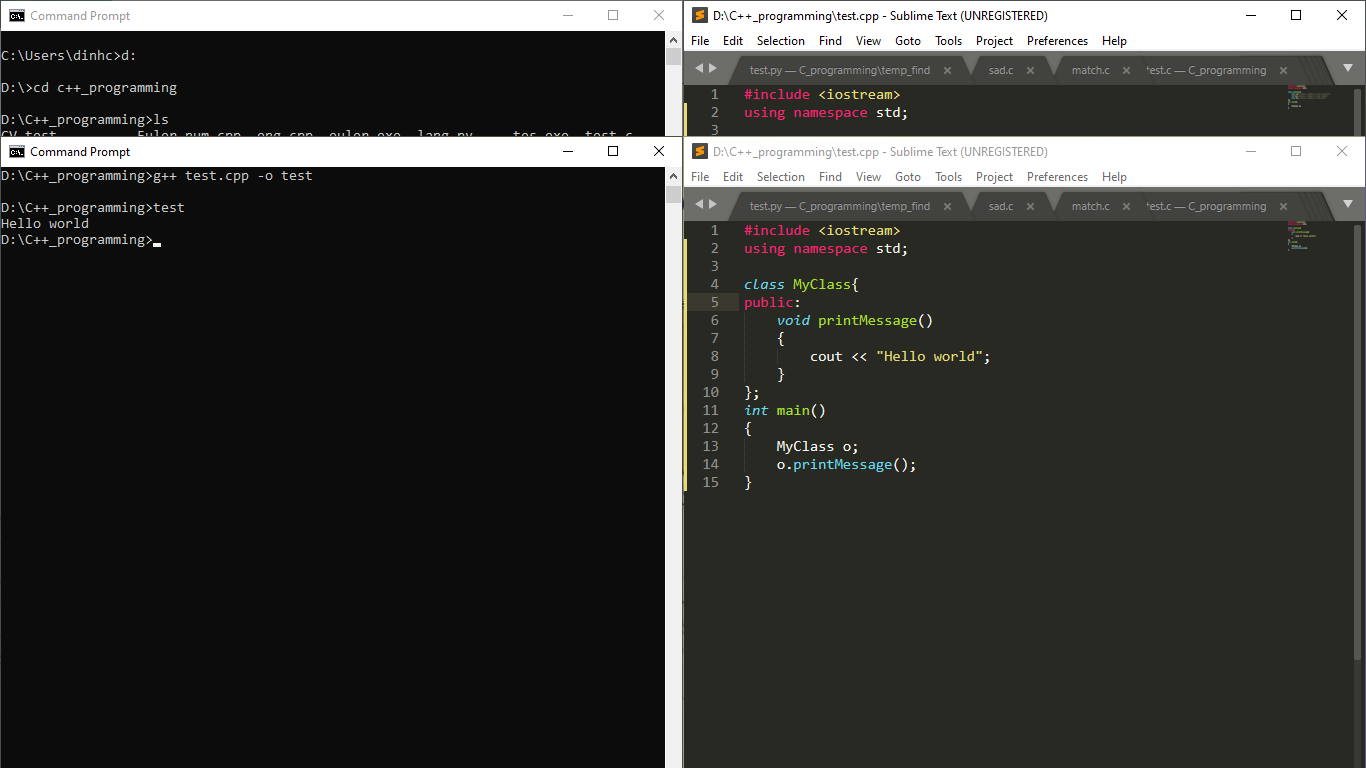 Command Prompt
C:\Users\dinhc>d:
D:\>cd c++_programming
D:\C++_programming>ls
Command Prompt
D:\C++_programming>g++ test.cpp -o test
D:\C++_programming>test
Hello world
D:\C++_programming>
D:\C++_programming\test.cpp - Sublime Text (UNREGISTERED)
File Edit Selection Find View Goto Tools Project Preferences Help
test.py — C_programming\temp_find sad.c match.c test.c — C_programming
1 #include <iostream>
2 using namespace std;
3
D:\C++_programming\test.cpp - Sublime Text (UNREGISTERED)
File Edit Selection Find View Goto Tools Project Preferences Help
test.py — C_programming\temp_find sad.c match.c test.c — C_programming
1 #include <iostream>
2 using namespace std;
3
4 class MyClass{
5 public:
6     void printMessage()
7     {
8         cout << "Hello world";
9     }
10 };
11 int main()
12 {
13     MyClass o;
14     o.printMessage();
15 }